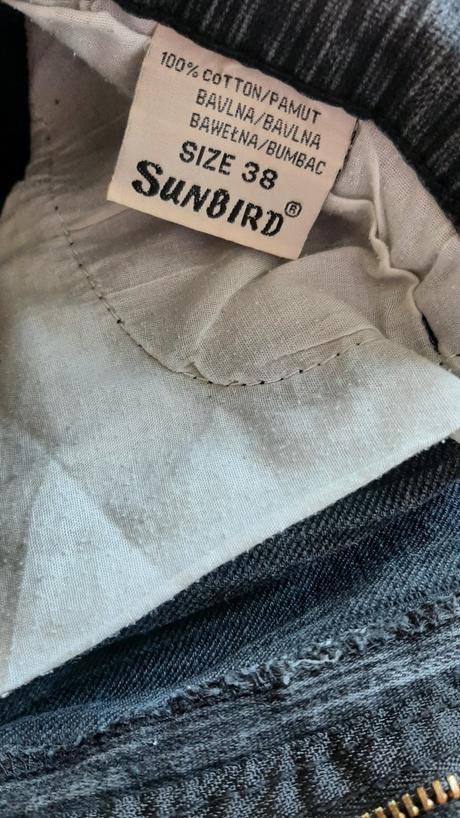 100% COTTON/PAMUT
BAVLNA/BAVLNA
BAWEŁNA/BUMBAC
SIZE 38
SUNBIRD®